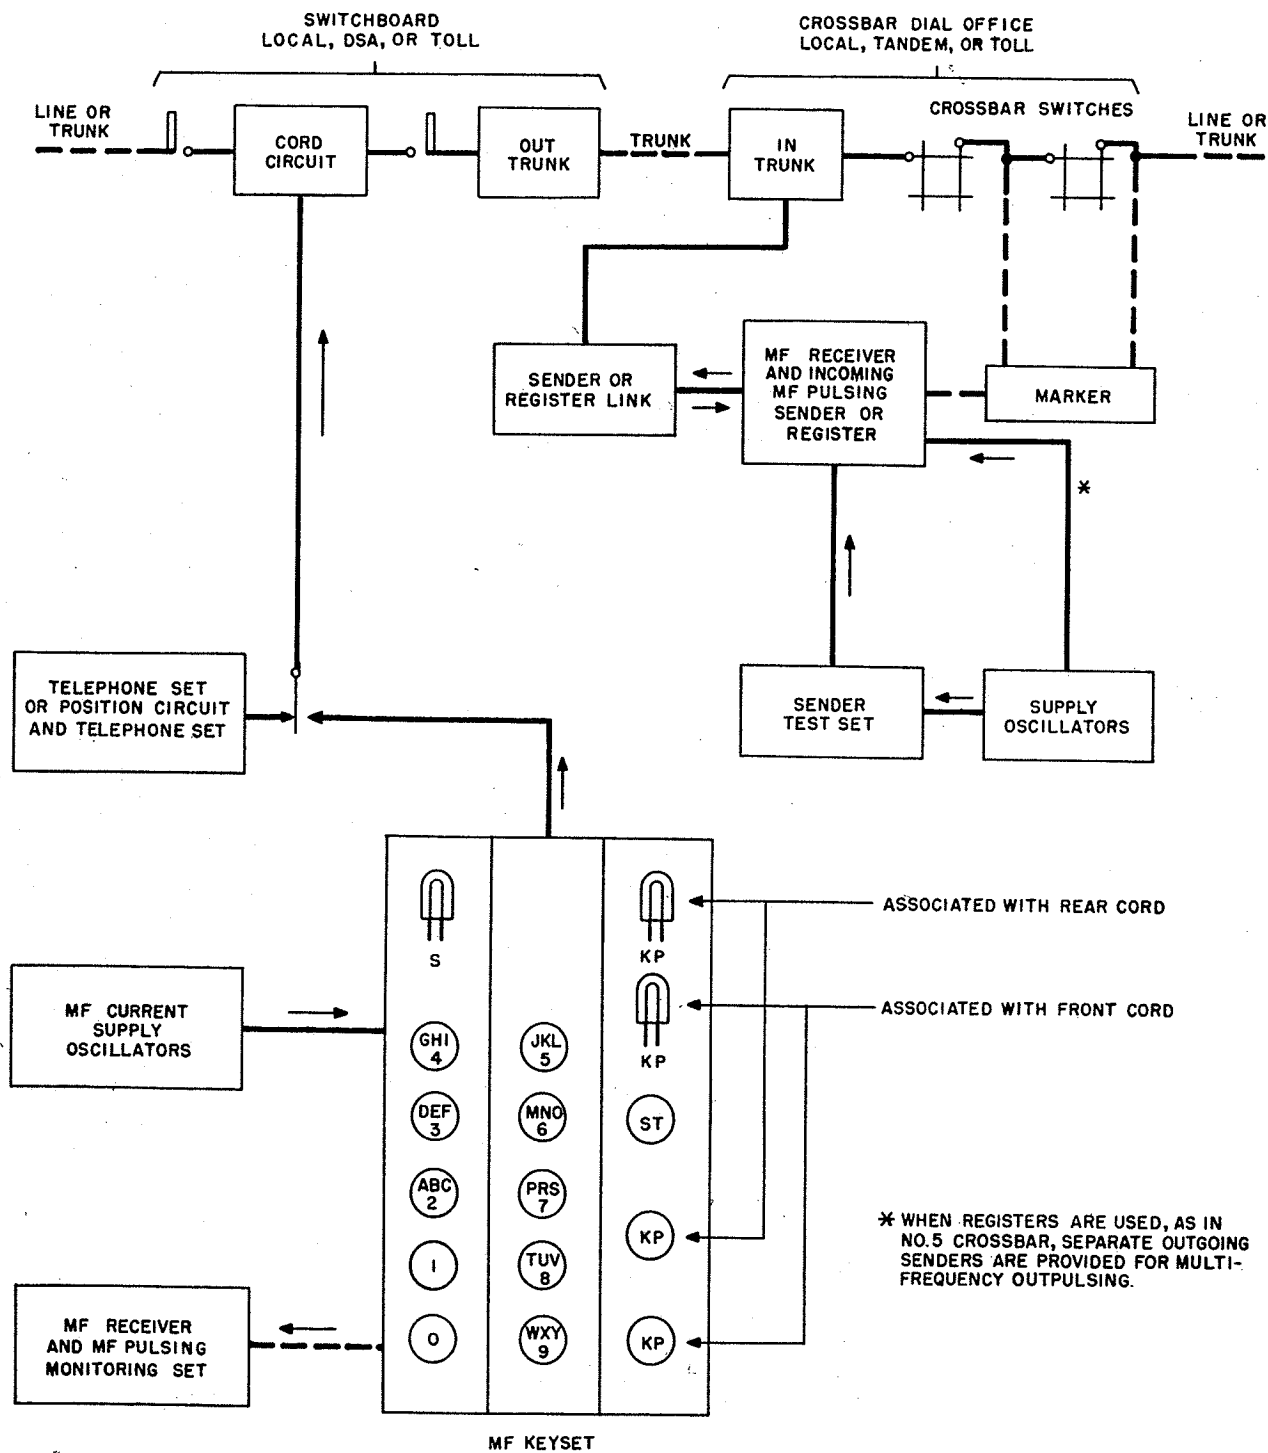 SWITCHBOARD
LOCAL, DSA, OR TOLL
CROSSBAR DIAL OFFICE
LOCAL, TANDEM, OR TOLL
LINE OR
TRUNK
CORD
CIRCUIT
OUT
TRUNK
TRUNK
IN
TRUNK
CROSSBAR SWITCHES
LINE OR
TRUNK
SENDER OR
REGISTER LINK
MF RECEIVER
AND INCOMING
MF PULSING
SENDER OR
REGISTER
MARKER
*
TELEPHONE SET
OR POSITION CIRCUIT
AND TELEPHONE SET
SENDER
TEST SET
SUPPLY
OSCILLATORS
S
KP
ASSOCIATED WITH REAR CORD
MF CURRENT
SUPPLY
OSCILLATORS
KP
ASSOCIATED WITH FRONT CORD
GHI
4
JKL
5
DEF
3
MNO
6
ST
ABC
2
PRS
7
KP
1
TUV
8
0
WXY
9
KP
* WHEN REGISTERS ARE USED, AS IN
NO.5 CROSSBAR, SEPARATE OUTGOING
SENDERS ARE PROVIDED FOR MULTI-
FREQUENCY OUTPULSING.
MF RECEIVER
AND MF PULSING
MONITORING SET
MF KEYSET